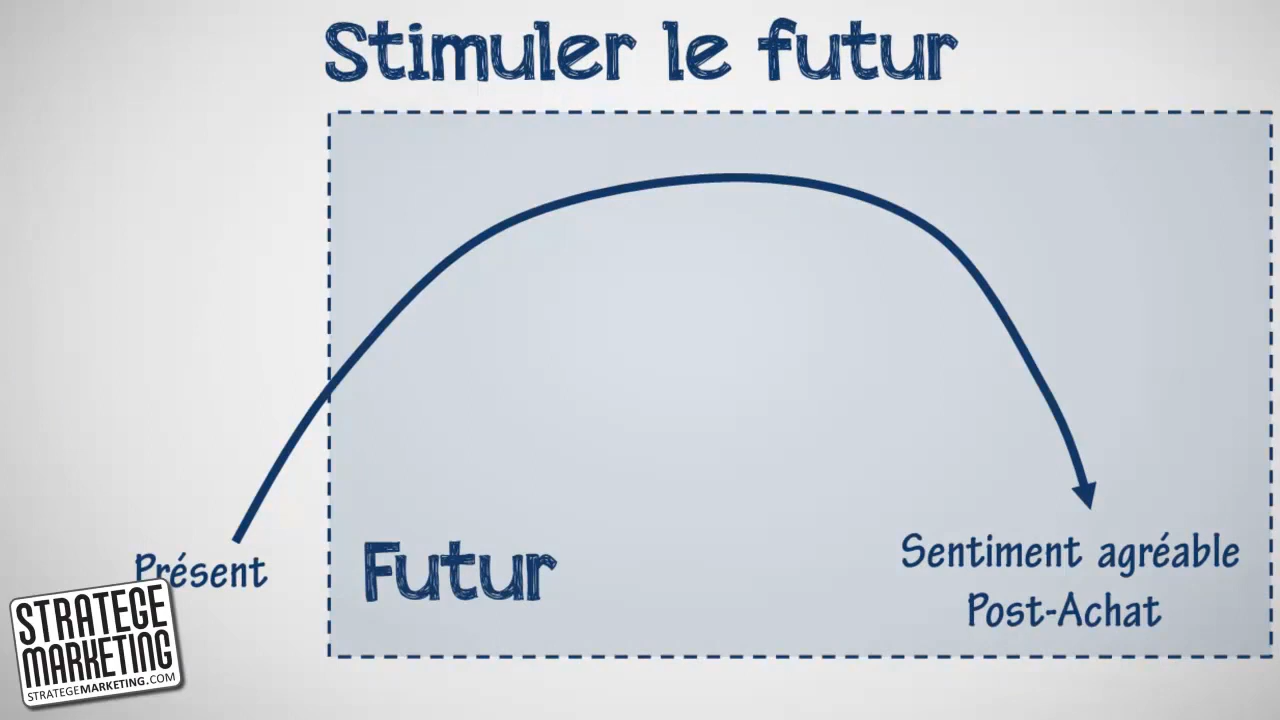 Stimuler le futur
Présent
Futur
Sentiment agréable
Post-Achat
STRATEGE
MARKETING
STRATEGEMARKETING.COM